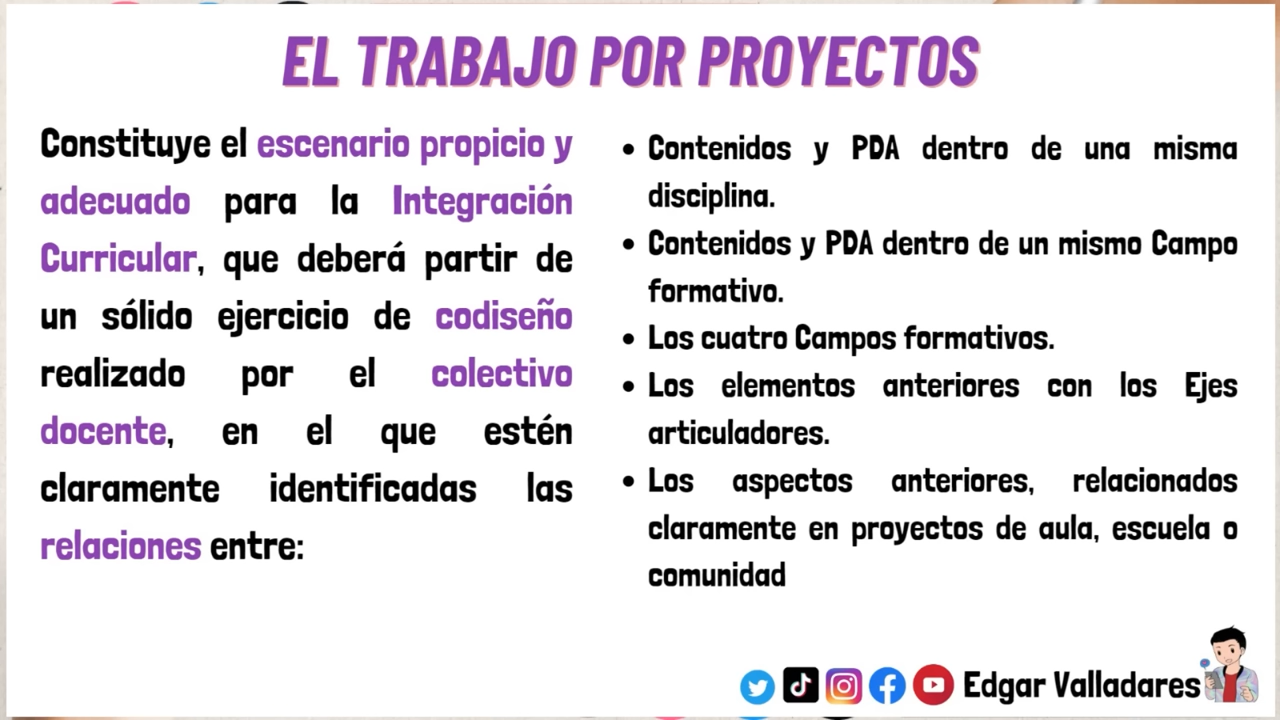 EL TRABAJO POR PROYECTOS
Constituye el escenario propicio y
adecuado para la Integración
Curricular, que deberá partir de
un sólido ejercicio de codiseño
realizado por el colectivo
docente, en el que estén
claramente identificadas las
relaciones entre:
• Contenidos y PDA dentro de una misma
disciplina.
• Contenidos y PDA dentro de un mismo Campo
formativo.
• Los cuatro Campos formativos.
• Los elementos anteriores con los Ejes
articuladores.
• Los aspectos anteriores, relacionados
claramente en proyectos de aula, escuela o
comunidad
Edgar Valladares